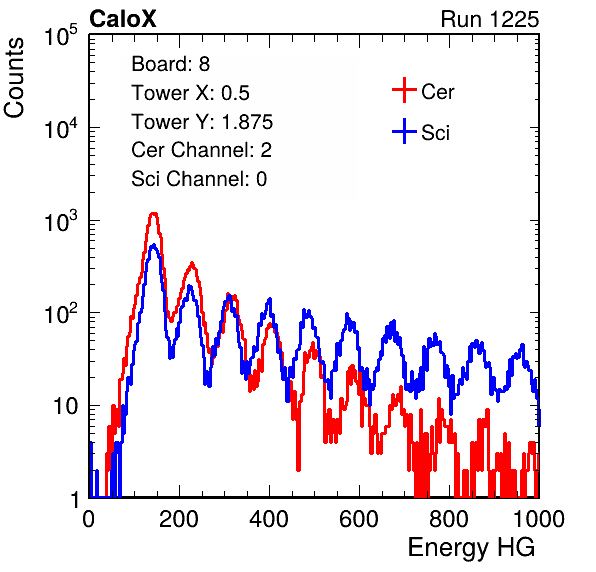 CaloX Run 1225
Counts
Board: 8
Tower X: 0.5
Tower Y: 1.875
Cer Channel: 2
Sci Channel: 0
Cer
Sci
10^5
10^4
10^3
10^2
10
1
0 200 400 600 800 1000
Energy HG